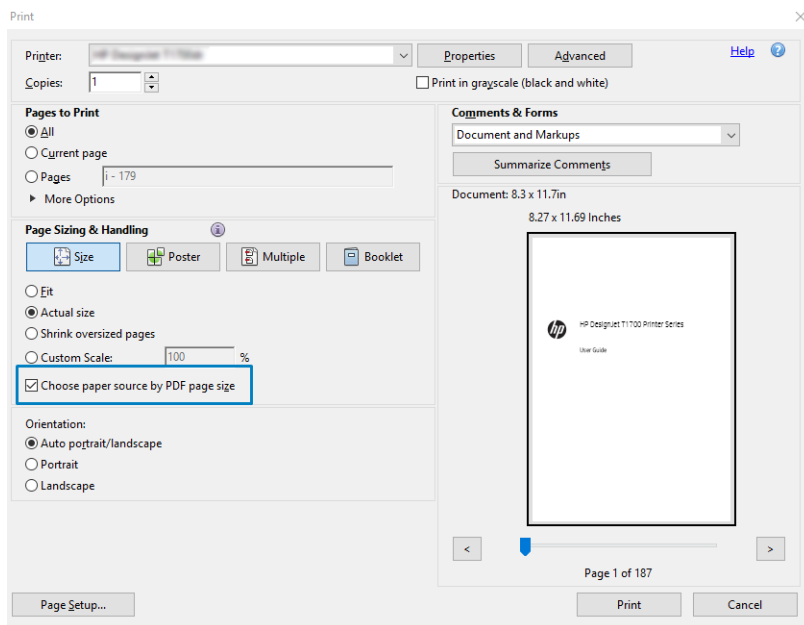 Print
Printer:
Properties
Advanced
Help
Copies:
1
Print in grayscale (black and white)
Pages to Print
All
Current page
Pages
i - 179
More Options
Comments & Forms
Document and Markups
Summarize Comments
Page Sizing & Handling
Size
Poster
Multiple
Booklet
Fit
Actual size
Shrink oversized pages
Custom Scale:
100
%
Choose paper source by PDF page size
Orientation:
Auto portrait/landscape
Portrait
Landscape
Document: 8.3 x 11.7in
8.27 x 11.69 Inches
hp
HP DesignJet T1700 Printer Series
User Guide
<
>
Page 1 of 187
Page Setup...
Print
Cancel